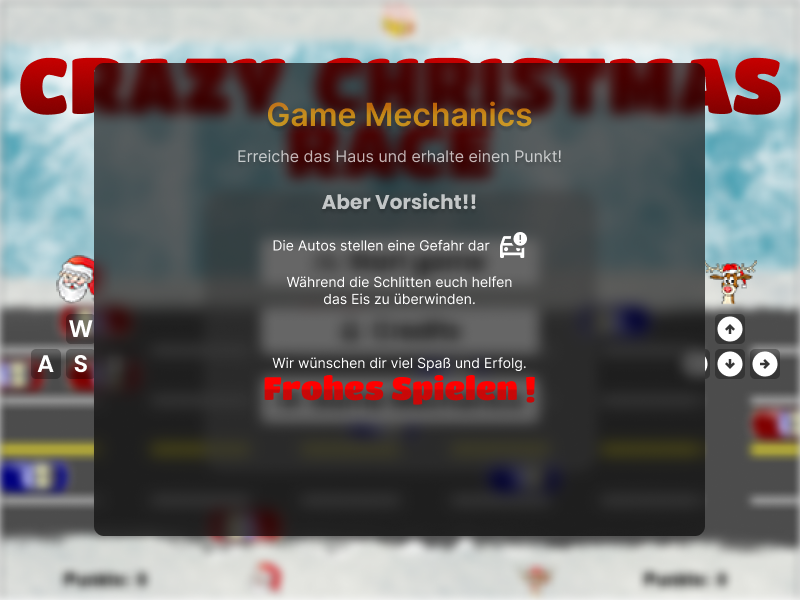 CRAZY CHRISTMAS
RACE
Game Mechanics
Erreiche das Haus und erhalte einen Punkt!
Aber Vorsicht!!
Die Autos stellen eine Gefahr dar
Während die Schlitten euch helfen
das Eis zu überwinden.
W
A S
Credits
Wir wünschen dir viel Spaß und Erfolg.
Frohes Spielen !
Punkte: 0 Punkte: 0